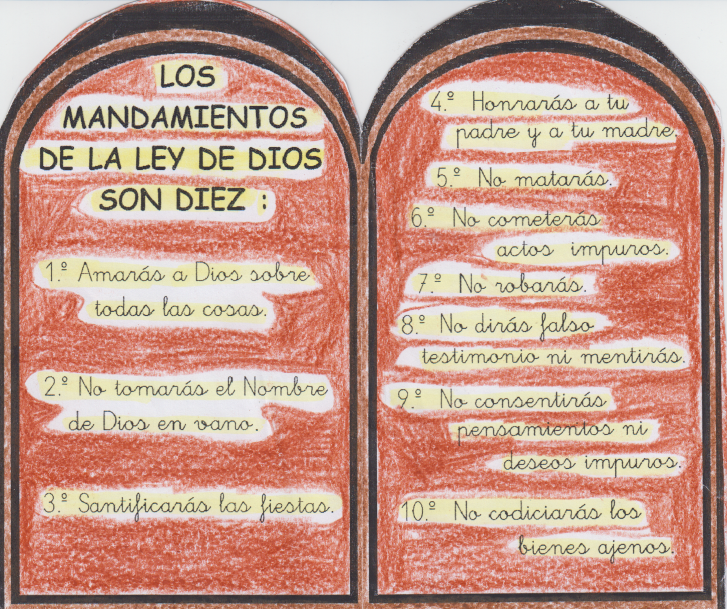 LOS
MANDAMIENTOS
DE LA LEY DE DIOS
SON DIEZ :
1.º Amarás a Dios sobre
todas las cosas.
2.º No tomarás el Nombre
de Dios en vano.
3.º Santificarás las fiestas.
4.º Honrarás a tu
padre y a tu madre.
5.º No matarás.
6.º No cometerás
actos impuros.
7.º No robarás.
8.º No dirás falso
testimonio ni mentirás.
9.º No consentirás
pensamientos ni
deseos impuros.
10.º No codiciarás los
bienes ajenos.